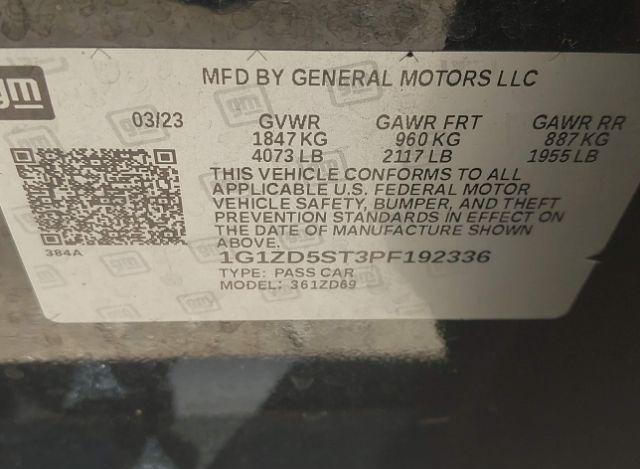 gm
MFD BY GENERAL MOTORS LLC
03/23 GVWR GAWR FRT GAWR RR
1847 KG 960 KG 887 KG
4073 LB 2117 LB 1955 LB
THIS VEHICLE CONFORMS TO ALL
APPLICABLE U.S. FEDERAL MOTOR
VEHICLE SAFETY, BUMPER, AND THEFT
PREVENTION STANDARDS IN EFFECT ON
THE DATE OF MANUFACTURE SHOWN
ABOVE.
384A
1G1ZD5ST3PF192336
TYPE: PASS CAR
MODEL: 361ZD69